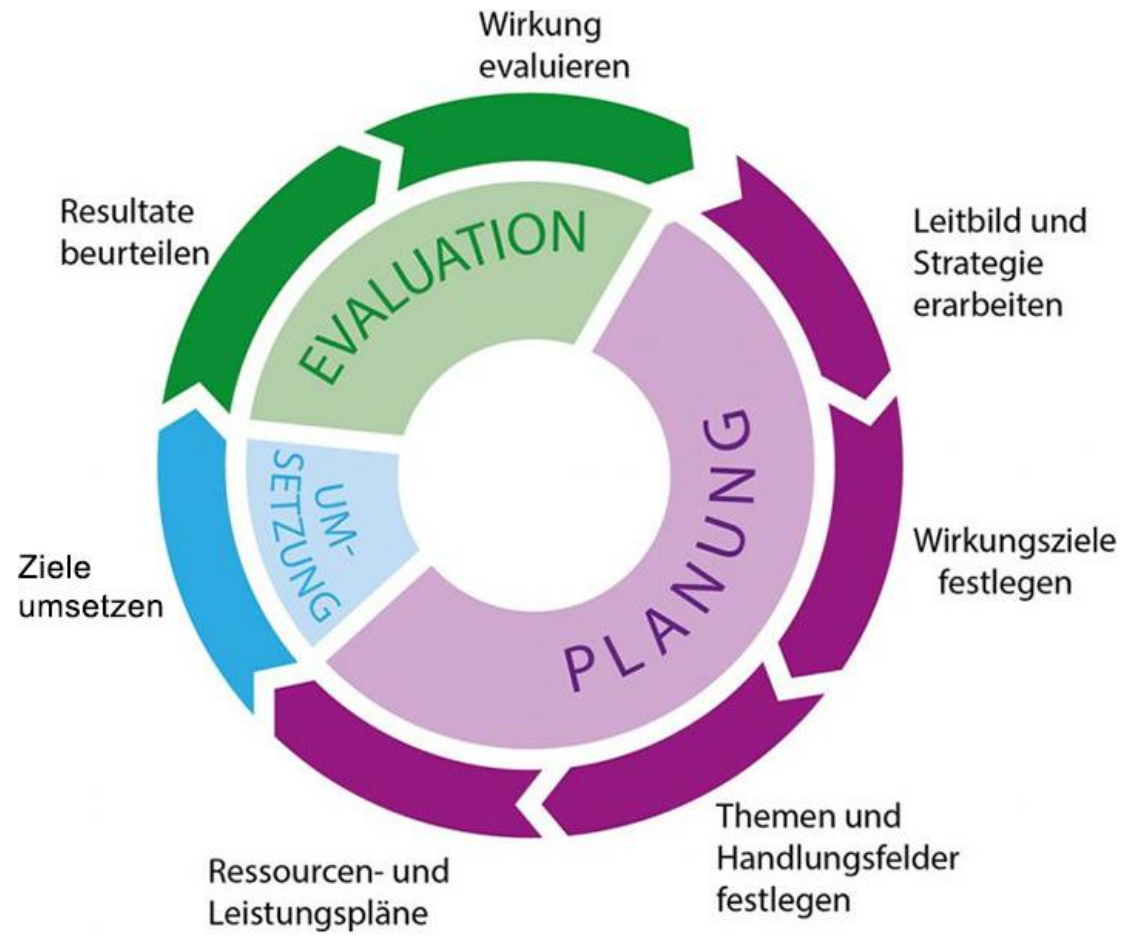 Wirkung
evaluieren
Resultate
beurteilen
Leitbild und
Strategie
erarbeiten
EVALUATION
PLANUNG
UM-
SETZUNG
Wirkungsziele
festlegen
Ziele
umsetzen
Themen und
Handlungsfelder
festlegen
Ressourcen- und
Leistungspläne